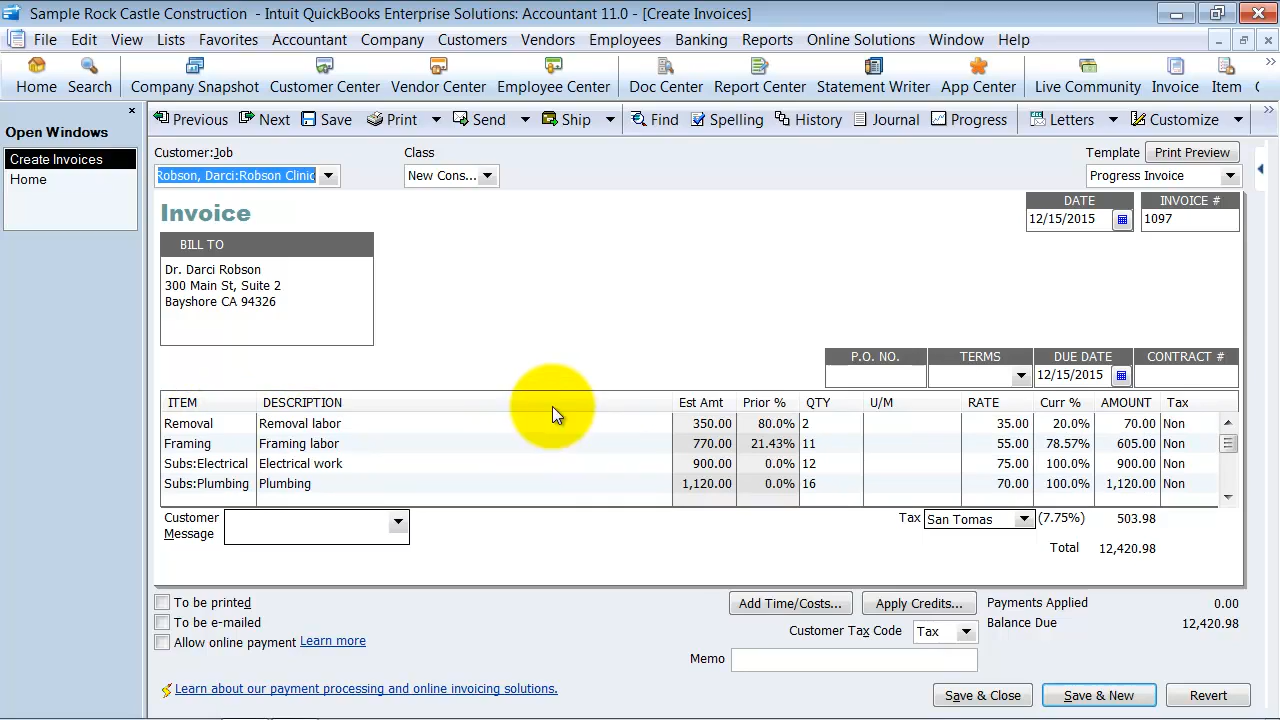 Sample Rock Castle Construction - Intuit QuickBooks Enterprise Solutions: Accountant 11.0 - [Create Invoices]
File Edit View Lists Favorites Accountant Company Customers Vendors Employees Banking Reports Online Solutions Window Help
Home Search Company Snapshot Customer Center Vendor Center Employee Center Doc Center Report Center Statement Writer App Center Live Community Invoice Item
Open Windows
Create Invoices
Home
Previous Next Save Print Send Ship Find Spelling History Journal Progress Letters Customize
Customer:Job Class Template Print Preview
Robson, Darci:Robson Clinic New Cons... Progress Invoice
Invoice DATE INVOICE #
12/15/2015 1097
BILL TO
Dr. Darci Robson
300 Main St, Suite 2
Bayshore CA 94326
P.O. NO. TERMS DUE DATE CONTRACT #
12/15/2015
ITEM DESCRIPTION Est Amt Prior % QTY U/M RATE Curr % AMOUNT Tax
Removal Removal labor 350.00 80.0% 2 35.00 20.0% 70.00 Non
Framing Framing labor 770.00 21.43% 11 55.00 78.57% 605.00 Non
Subs:Electrical Electrical work 900.00 0.0% 12 75.00 100.0% 900.00 Non
Subs:Plumbing Plumbing 1,120.00 0.0% 16 70.00 100.0% 1,120.00 Non
Customer Message Tax San Tomas (7.75%) 503.98
Total 12,420.98
To be printed Add Time/Costs... Apply Credits... Payments Applied 0.00
To be e-mailed Customer Tax Code Tax Balance Due 12,420.98
Allow online payment Learn more
Memo
Learn about our payment processing and online invoicing solutions. Save & Close Save & New Revert